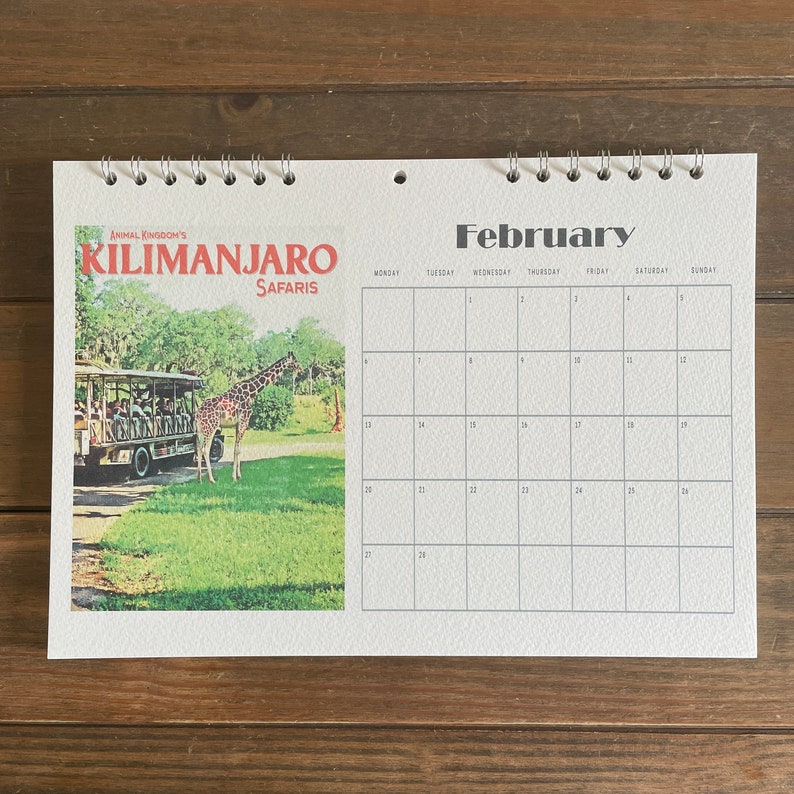 ANIMAL KINGDOM'S
KILIMANJARO
SAFARIS
February
MONDAY TUESDAY WEDNESDAY THURSDAY FRIDAY SATURDAY SUNDAY
1 2 3 4 5
6 7 8 9 10 11 12
13 14 15 16 17 18 19
20 21 22 23 24 25 26
27 28